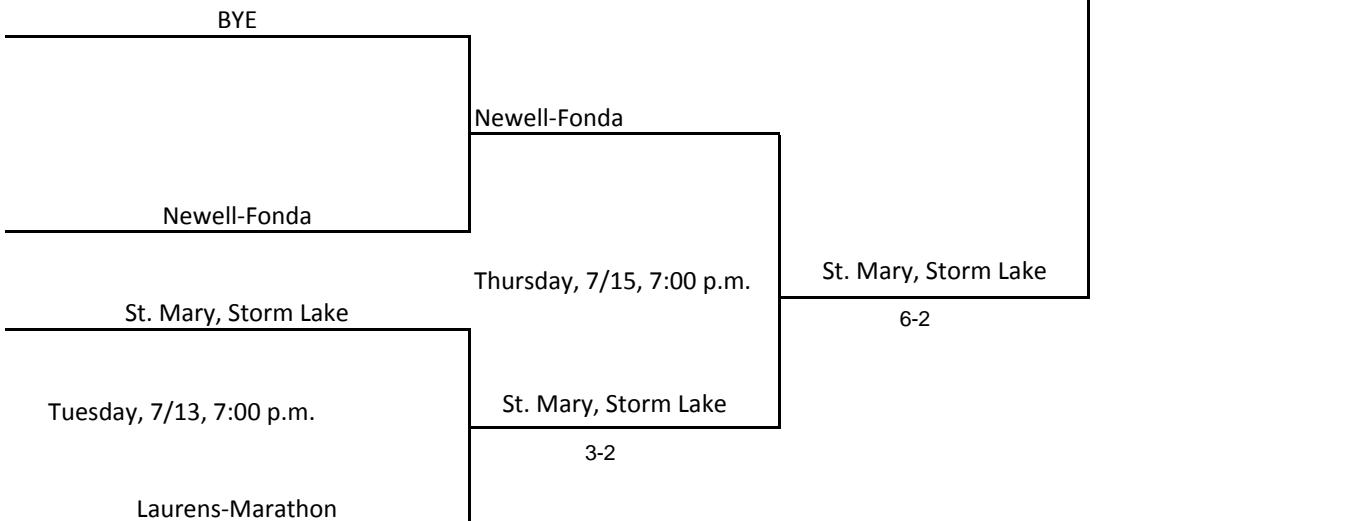 BYE
Newell-Fonda
Newell-Fonda
St. Mary, Storm Lake
Thursday, 7/15, 7:00 p.m.
St. Mary, Storm Lake
6-2
Tuesday, 7/13, 7:00 p.m.
St. Mary, Storm Lake
3-2
Laurens-Marathon